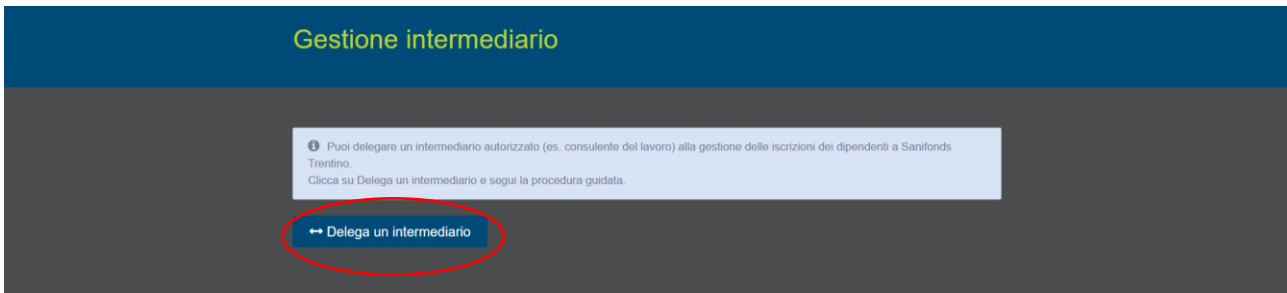 Gestione intermediario
Puoi delegare un intermediario autorizzato (es. consulente del lavoro) alla gestione delle iscrizioni dei dipendenti a Sanifonds
Trentino.
Clicca su Delega un intermediario e segui la procedura guidata.
Delega un intermediario